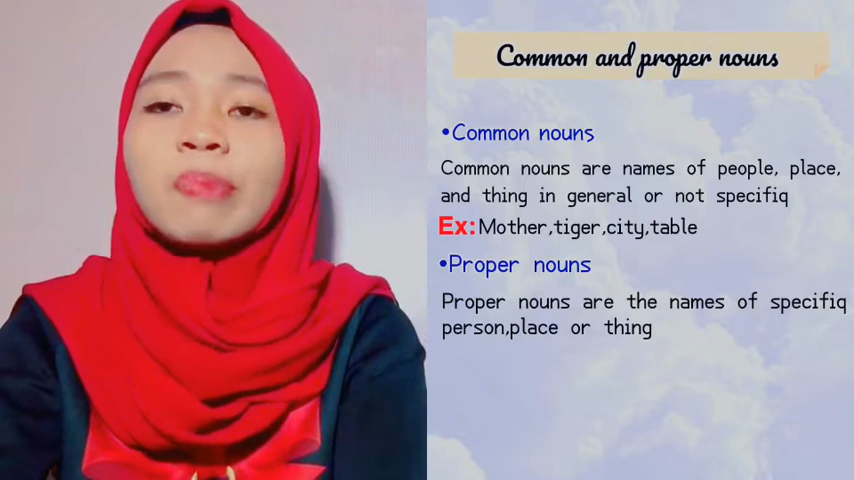 Common and proper nouns
•Common nouns
Common nouns are names of people, place,
and thing in general or not specifiq
Ex:Mother,tiger,city,table
•Proper nouns
Proper nouns are the names of specifiq
person,place or thing